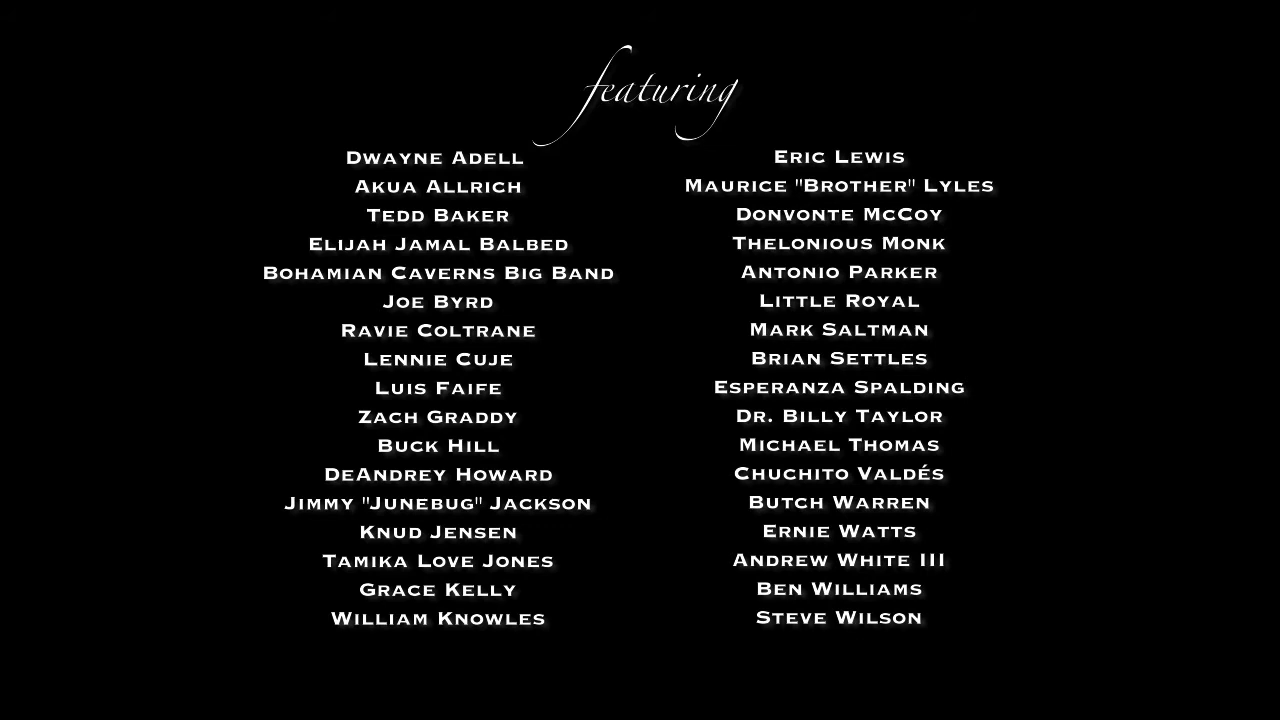 featuring
Dwayne Adell
Akua Allrich
Tedd Baker
Elijah Jamal Balbed
Bohamian Caverns Big Band
Joe Byrd
Ravie Coltrane
Lennie Cuje
Luis Faife
Zach Graddy
Buck Hill
DeAndrey Howard
Jimmy "Junebug" Jackson
Knud Jensen
Tamika Love Jones
Grace Kelly
William Knowles
Eric Lewis
Maurice "Brother" Lyles
Donvonte McCoy
Thelonious Monk
Antonio Parker
Little Royal
Mark Saltman
Brian Settles
Esperanza Spalding
Dr. Billy Taylor
Michael Thomas
Chuchito Valdés
Butch Warren
Ernie Watts
Andrew White III
Ben Williams
Steve Wilson